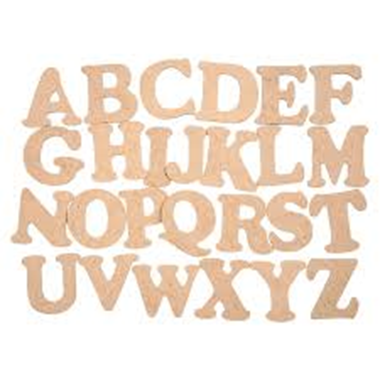 ABCDEF
GHIJKLM
NOPQRST
UVWXYZ